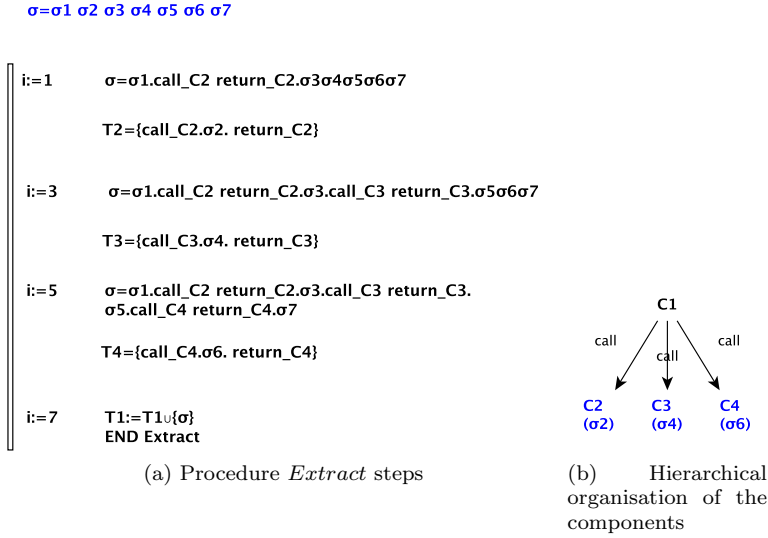 σ=σ1 σ2 σ3 σ4 σ5 σ6 σ7
i:=1 σ=σ1.call_C2 return_C2.σ3σ4σ5σ6σ7
T2={call_C2.σ2. return_C2}
i:=3 σ=σ1.call_C2 return_C2.σ3.call_C3 return_C3.σ5σ6σ7
T3={call_C3.σ4. return_C3}
i:=5 σ=σ1.call_C2 return_C2.σ3.call_C3 return_C3.
σ5.call_C4 return_C4.σ7
T4={call_C4.σ6. return_C4}
i:=7 T1:=T1∪{σ}
END Extract
(a) Procedure Extract steps
C1
call call call
C2 C3 C4
(σ2) (σ4) (σ6)
(b) Hierarchical
organisation of the
components